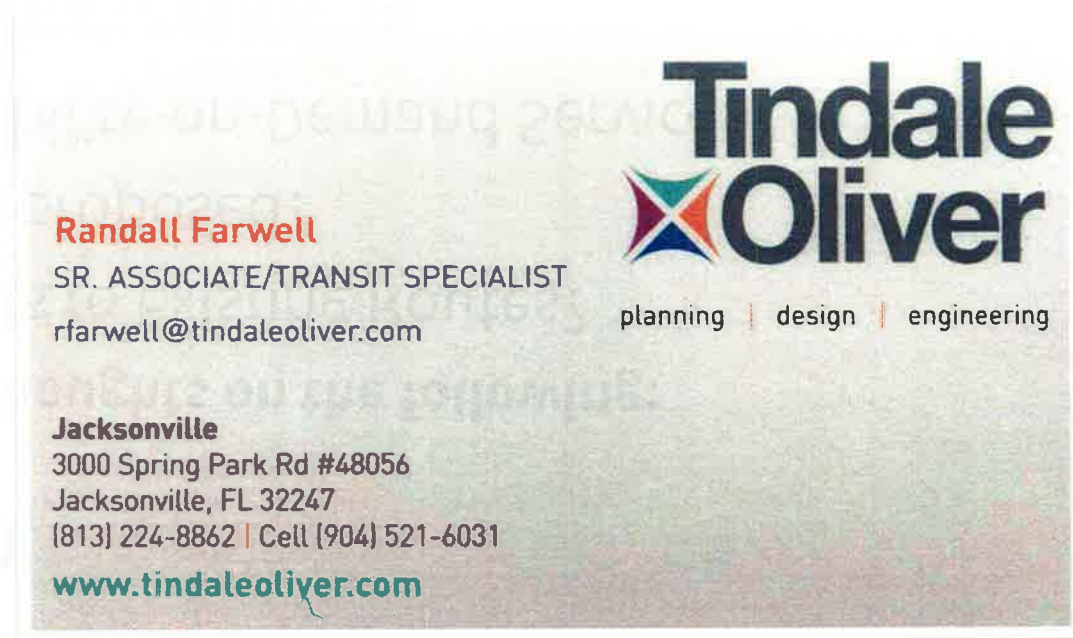 Tindale
Oliver
planning | design | engineering
Randall Farwell
SR. ASSOCIATE/TRANSIT SPECIALIST
rfarwell@tindaleoliver.com
Jacksonville
3000 Spring Park Rd #48056
Jacksonville, FL 32247
(813) 224-8862 | Cell (904) 521-6031
www.tindaleoliver.com